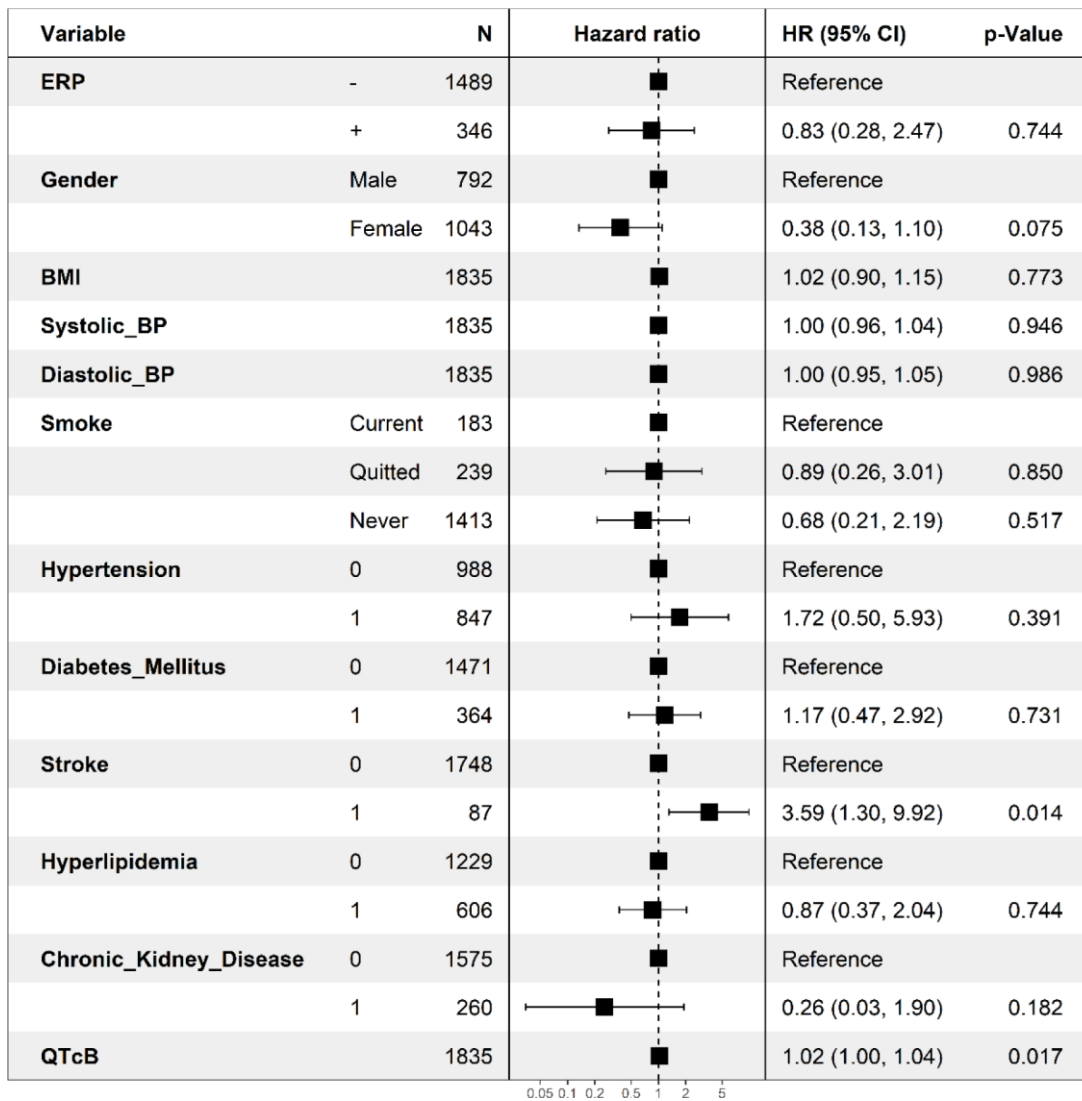 Variable N Hazard ratio HR (95% CI) p-Value
ERP - 1489 Reference
+ 346 0.83 (0.28, 2.47) 0.744
Gender Male 792 Reference
Female 1043 0.38 (0.13, 1.10) 0.075
BMI 1835 1.02 (0.90, 1.15) 0.773
Systolic_BP 1835 1.00 (0.96, 1.04) 0.946
Diastolic_BP 1835 1.00 (0.95, 1.05) 0.986
Smoke Current 183 Reference
Quitted 239 0.89 (0.26, 3.01) 0.850
Never 1413 0.68 (0.21, 2.19) 0.517
Hypertension 0 988 Reference
1 847 1.72 (0.50, 5.93) 0.391
Diabetes_Mellitus 0 1471 Reference
1 364 1.17 (0.47, 2.92) 0.731
Stroke 0 1748 Reference
1 87 3.59 (1.30, 9.92) 0.014
Hyperlipidemia 0 1229 Reference
1 606 0.87 (0.37, 2.04) 0.744
Chronic_Kidney_Disease 0 1575 Reference
1 260 0.26 (0.03, 1.90) 0.182
QTcB 1835 1.02 (1.00, 1.04) 0.017
0.05 0.1 0.2 0.5 1 2 5